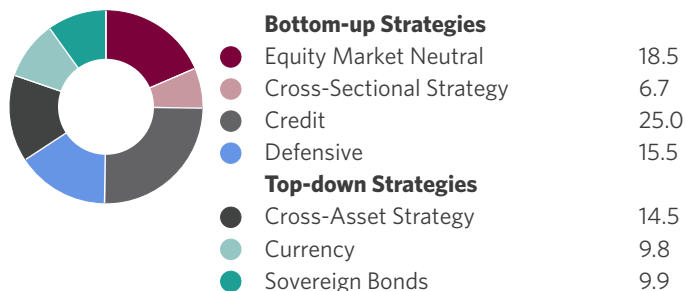 Bottom-up Strategies
Equity Market Neutral 18.5
Cross-Sectional Strategy 6.7
Credit 25.0
Defensive 15.5
Top-down Strategies
Cross-Asset Strategy 14.5
Currency 9.8
Sovereign Bonds 9.9